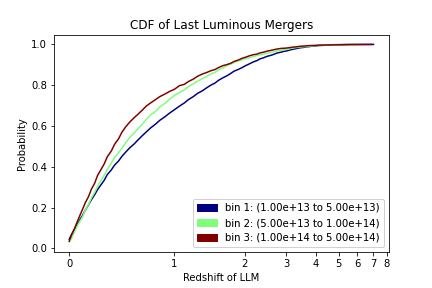 CDF of Last Luminous Mergers
1.0
0.8
0.6
0.4
0.2
0.0
Probability
bin 1: (1.00e+13 to 5.00e+13)
bin 2: (5.00e+13 to 1.00e+14)
bin 3: (1.00e+14 to 5.00e+14)
0 1 2 3 4 5 6 7 8
Redshift of LLM